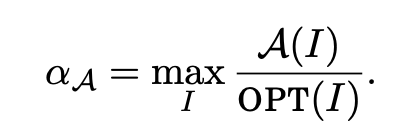 α_𝒜 = max_I 𝒜(I) / OPT(I).